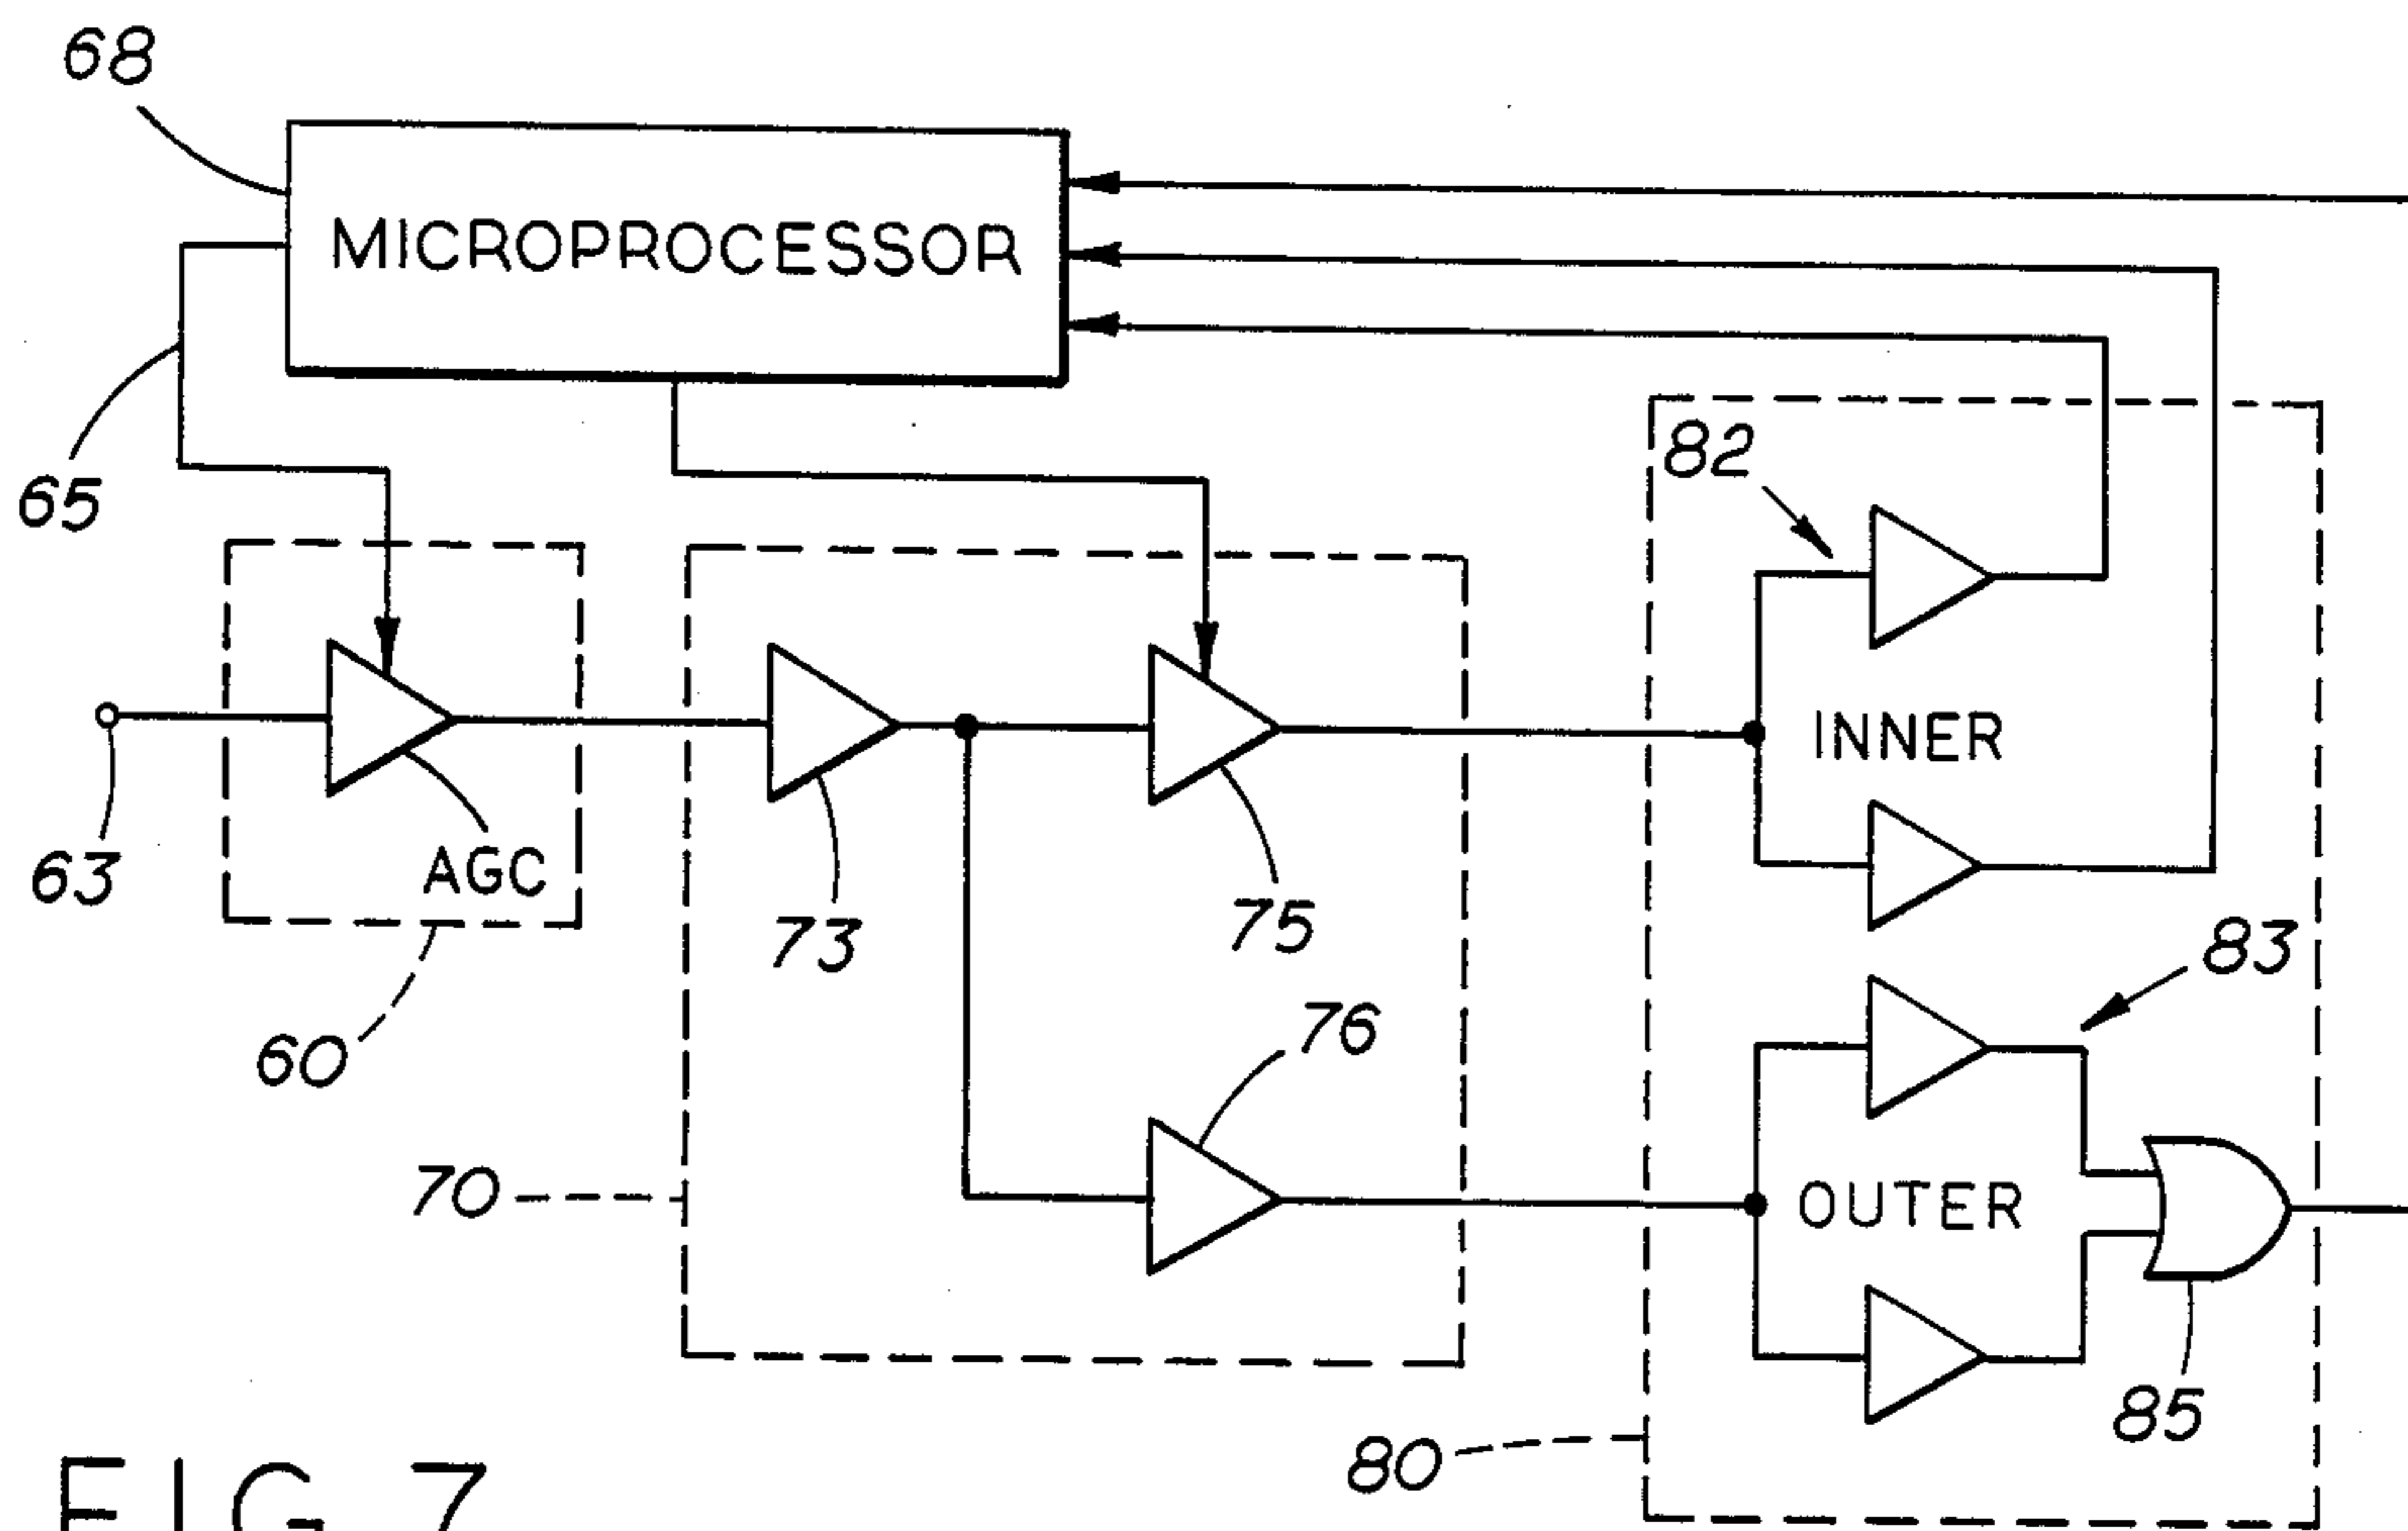 68
MICROPROCESSOR
65
82
INNER
63
AGC
73
75
83
60
76
70
OUTER
85
80
FIG. 7